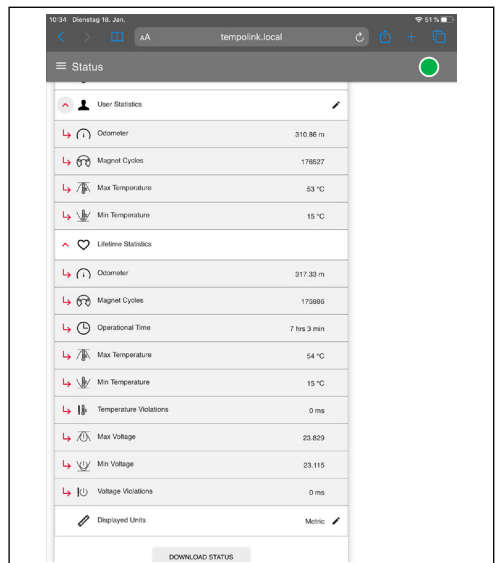 10:34 Dienstag 18. Jan. 51 %
AA tempolink.local
Status
User Statistics
Odometer 310.86 m
Magnet Cycles 176527
Max Temperature 53 °C
Min Temperature 15 °C
Lifetime Statistics
Odometer 317.33 m
Magnet Cycles 175986
Operational Time 7 hrs 3 min
Max Temperature 54 °C
Min Temperature 15 °C
Temperature Violations 0 ms
Max Voltage 23.829
Min Voltage 23.115
Voltage Violations 0 ms
Displayed Units Metric
DOWNLOAD STATUS